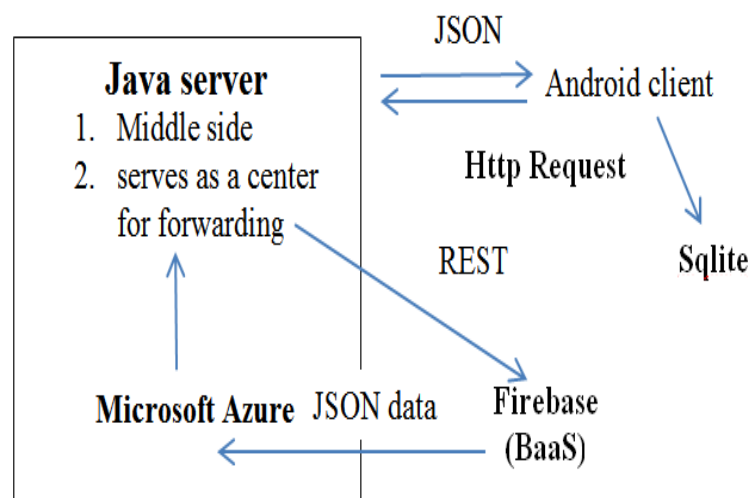 JSON
Java server
Android client
1. Middle side
2. serves as a center
for forwarding
Http Request
REST
Sqlite
Microsoft Azure
JSON data
Firebase
(BaaS)